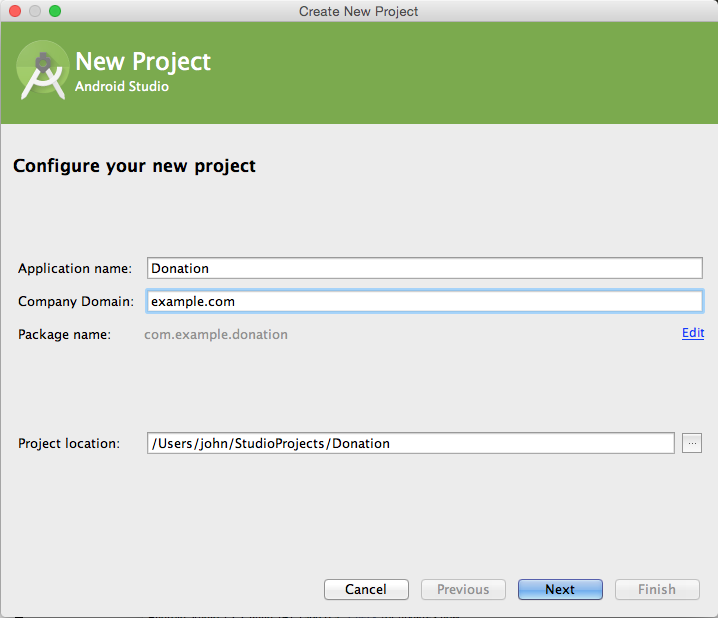 Create New Project
New Project
Android Studio
Configure your new project
Application name: Donation
Company Domain: example.com
Package name: com.example.donation Edit
Project location: /Users/john/StudioProjects/Donation ...
Cancel Previous Next Finish